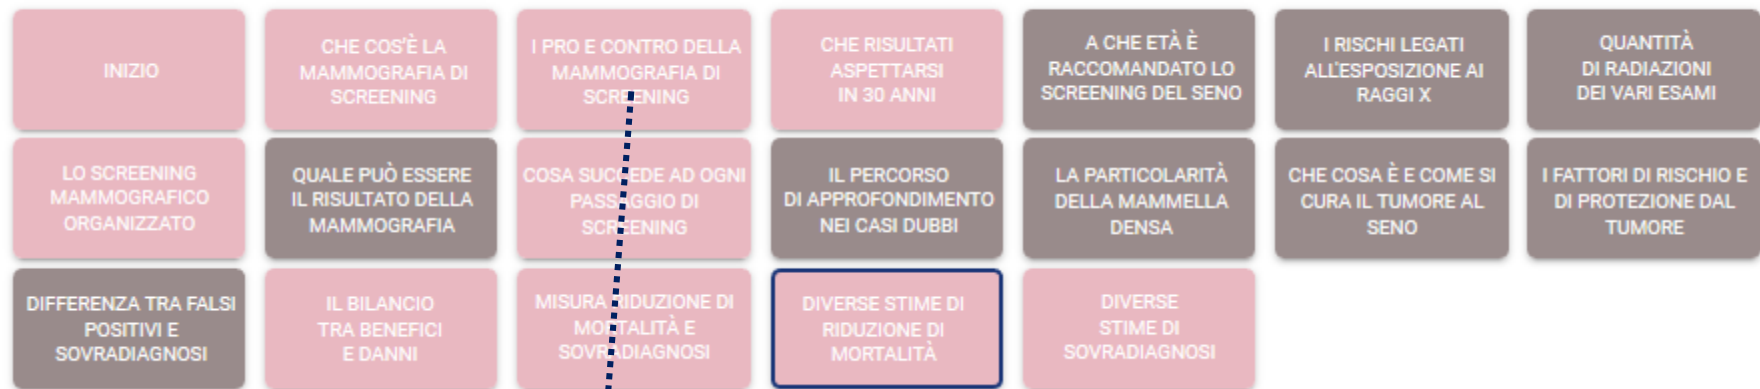 INIZIO
CHE COS'È LA
MAMMOGRAFIA DI
SCREENING
I PRO E CONTRO DELLA
MAMMOGRAFIA DI
SCREENING
CHE RISULTATI
ASPETTARSI
IN 30 ANNI
A CHE ETÀ È
RACCOMANDATO LO
SCREENING DEL SENO
I RISCHI LEGATI
ALL'ESPOSIZIONE AI
RAGGI X
QUANTITÀ
DI RADIAZIONI
DEI VARI ESAMI
LO SCREENING
MAMMOGRAFICO
ORGANIZZATO
QUALE PUÒ ESSERE
IL RISULTATO DELLA
MAMMOGRAFIA
COSA SUCCEDE AD OGNI
PASSAGGIO DI
SCREENING
IL PERCORSO
DI APPROFONDIMENTO
NEI CASI DUBBI
LA PARTICOLARITÀ
DELLA MAMMELLA
DENSA
CHE COSA È E COME SI
CURA IL TUMORE AL
SENO
I FATTORI DI RISCHIO E
DI PROTEZIONE DAL
TUMORE
DIFFERENZA TRA FALSI
POSITIVI E
SOVRADIAGNOSI
IL BILANCIO
TRA BENEFICI
E DANNI
MISURA RIDUZIONE DI
MORTALITÀ E
SOVRADIAGNOSI
DIVERSE STIME DI
RIDUZIONE DI
MORTALITÀ
DIVERSE
STIME DI
SOVRADIAGNOSI